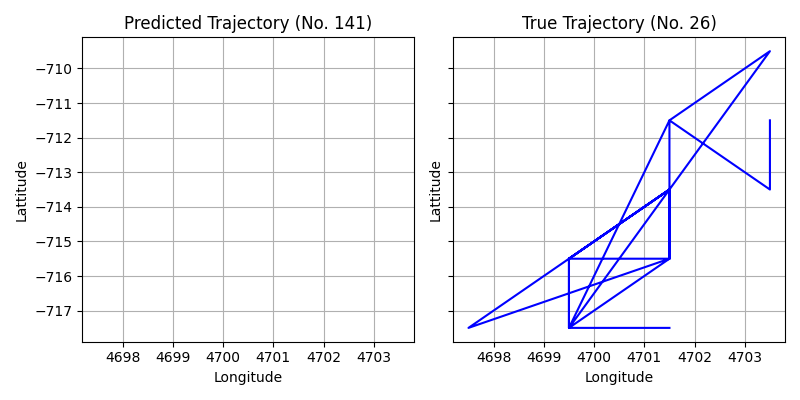 Predicted Trajectory (No. 141)
True Trajectory (No. 26)
−710
−711
−712
−713
−714
−715
−716
−717
Lattitude
Lattitude
4698 4699 4700 4701 4702 4703
4698 4699 4700 4701 4702 4703
Longitude
Longitude